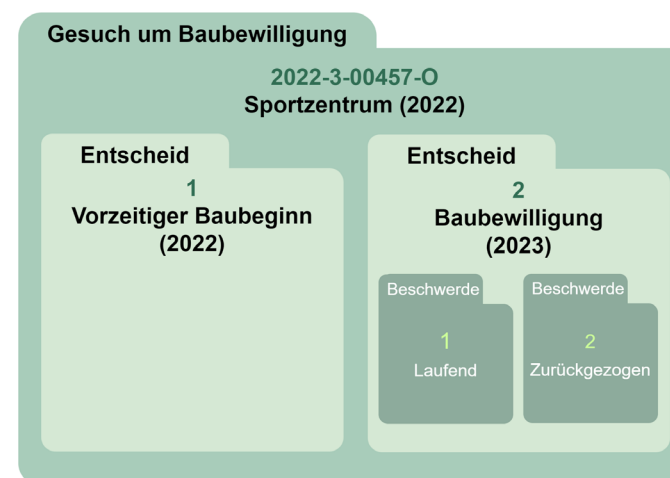 Gesuch um Baubewilligung
2022-3-00457-O
Sportzentrum (2022)
Entscheid
1
Vorzeitiger Baubeginn
(2022)
Entscheid
2
Baubewilligung
(2023)
Beschwerde
1
Laufend
Beschwerde
2
Zurückgezogen